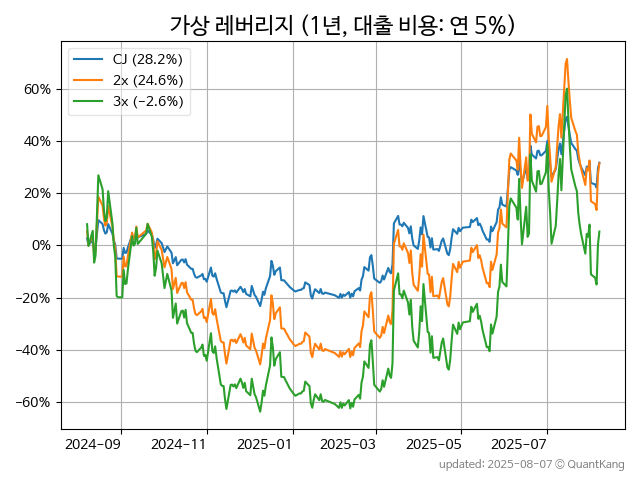 가상 레버리지 (1년, 대출 비용: 연 5%)
CJ (28.2%)
2x (24.6%)
3x (−2.6%)
60%
40%
20%
0%
−20%
−40%
−60%
2024-09
2024-11
2025-01
2025-03
2025-05
2025-07
updated: 2025-08-07 © QuantKang